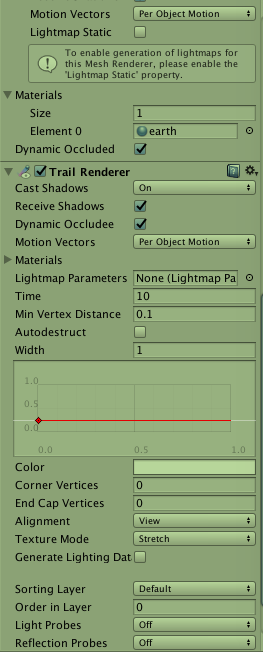 Motion Vectors Per Object Motion
Lightmap Static
To enable generation of lightmaps for
this Mesh Renderer, please enable the
'Lightmap Static' property.
Materials
Size 1
Element 0 earth
Dynamic Occluded
Trail Renderer
Cast Shadows On
Receive Shadows
Dynamic Occludee
Motion Vectors Per Object Motion
Materials
Lightmap Parameters None (Lightmap Pa
Time 10
Min Vertex Distance 0.1
Autodestruct
Width 1
1.0
0.5
0.0
0.0 0.5 1.0
Color
Corner Vertices 0
End Cap Vertices 0
Alignment View
Texture Mode Stretch
Generate Lighting Dat
Sorting Layer Default
Order in Layer 0
Light Probes Off
Reflection Probes Off